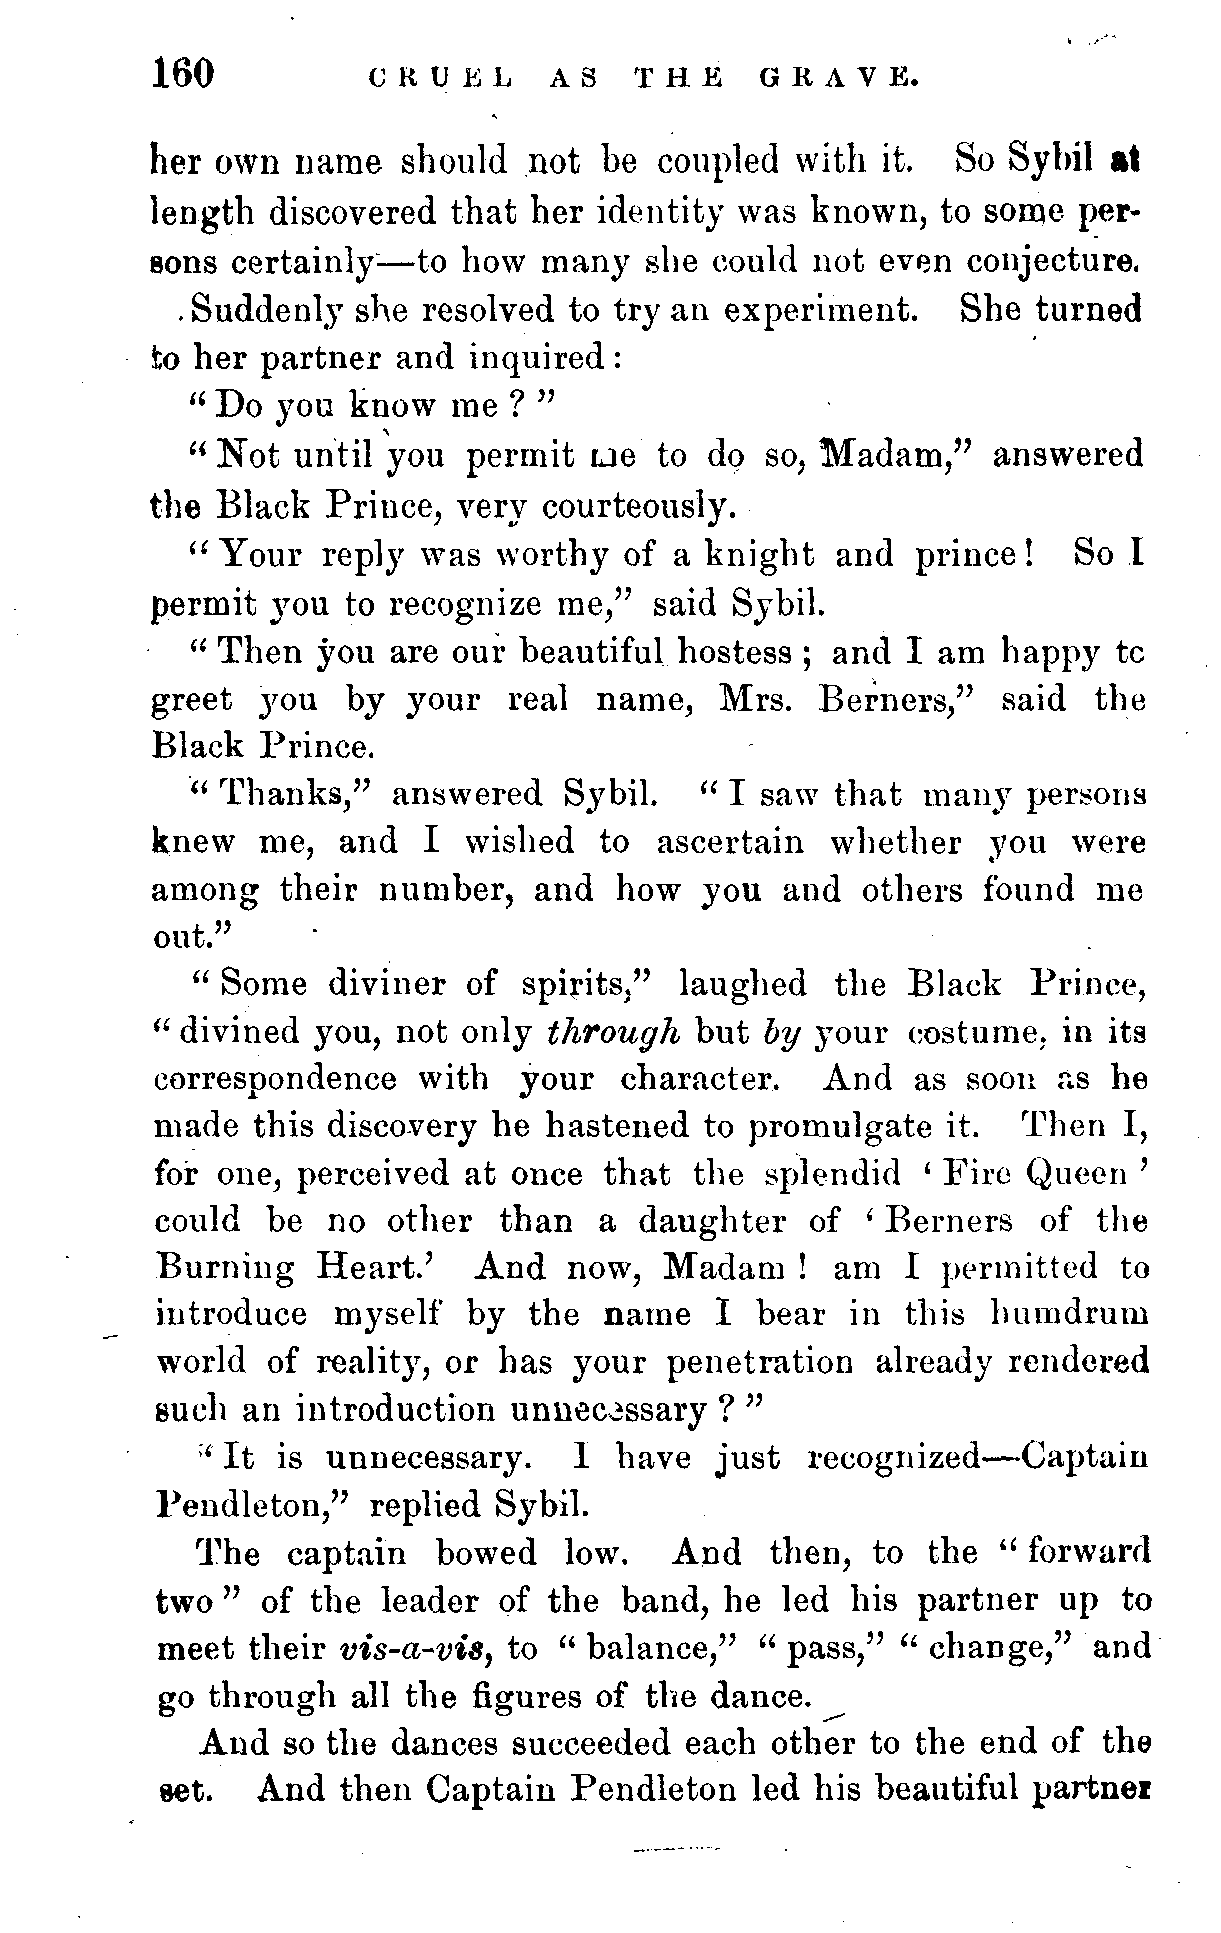 160 CRUEL AS THE GRAVE.
her own name should not be coupled with it. So Sybil at
length discovered that her identity was known, to some per-
sons certainly—to how many she could not even conjecture.
Suddenly she resolved to try an experiment. She turned
to her partner and inquired:
"Do you know me?"
"Not until you permit me to do so, Madam," answered
the Black Prince, very courteously.
"Your reply was worthy of a knight and prince! So I
permit you to recognize me," said Sybil.
"Then you are our beautiful hostess; and I am happy to
greet you by your real name, Mrs. Berners," said the
Black Prince.
"Thanks," answered Sybil. "I saw that many persons
knew me, and I wished to ascertain whether you were
among their number, and how you and others found me
out."
"Some diviner of spirits," laughed the Black Prince,
"divined you, not only through but by your costume, in its
correspondence with your character. And as soon as he
made this discovery he hastened to promulgate it. Then I,
for one, perceived at once that the splendid 'Fire Queen'
could be no other than a daughter of 'Berners of the
Burning Heart.' And now, Madam! am I permitted to
introduce myself by the name I bear in this humdrum
world of reality, or has your penetration already rendered
such an introduction unnecessary?"
"It is unnecessary. I have just recognized—Captain
Pendleton," replied Sybil.
The captain bowed low. And then, to the "forward
two" of the leader of the band, he led his partner up to
meet their vis-a-vis, to "balance," "pass," "change," and
go through all the figures of the dance.
And so the dances succeeded each other to the end of the
set. And then Captain Pendleton led his beautiful partner